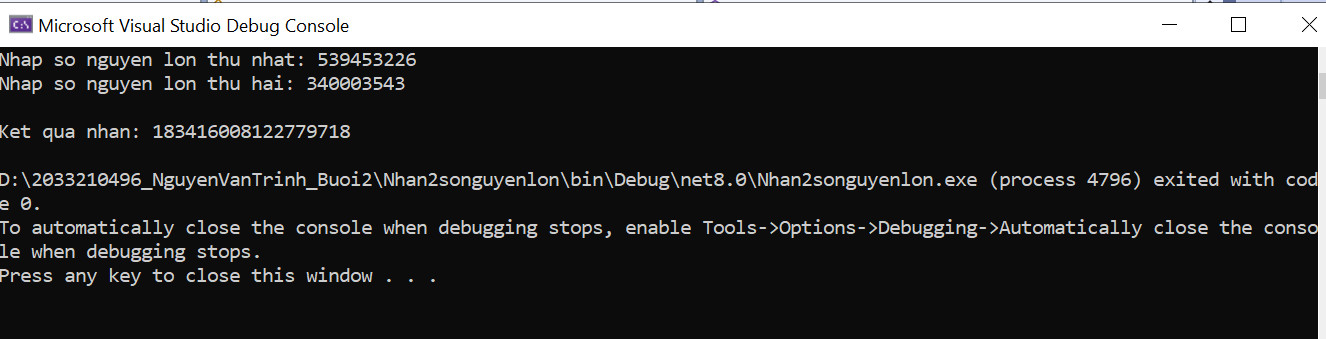 Microsoft Visual Studio Debug Console
Nhap so nguyen lon thu nhat: 539453226
Nhap so nguyen lon thu hai: 340003543
Ket qua nhan: 183416008122779718
D:\2033210496_NguyenVanTrinh_Buoi2\Nhan2songuyenlon\bin\Debug\net8.0\Nhan2songuyenlon.exe (process 4796) exited with cod
e 0.
To automatically close the console when debugging stops, enable Tools->Options->Debugging->Automatically close the conso
le when debugging stops.
Press any key to close this window . . .